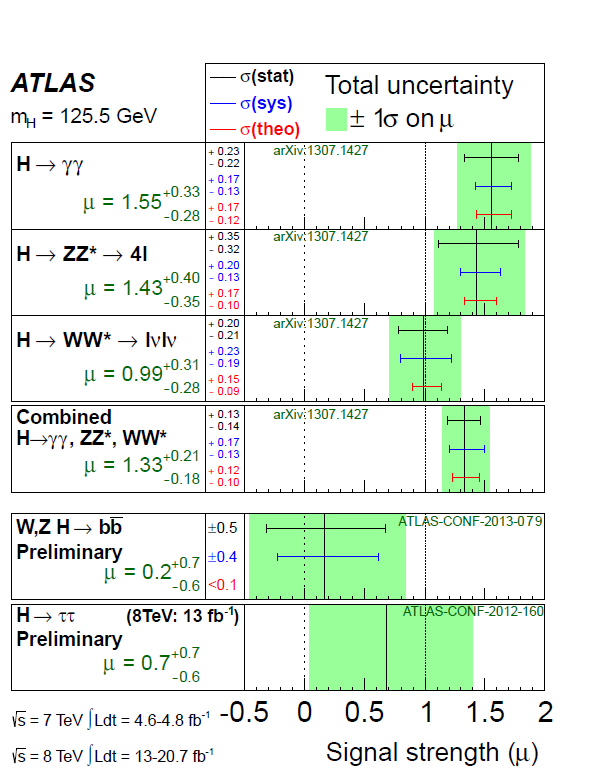 ATLAS
m_H = 125.5 GeV
σ(stat)
σ(sys)
σ(theo)
Total uncertainty
± 1σ on μ
H → γγ
μ = 1.55 +0.33 -0.28
+ 0.23
- 0.22
+ 0.17
- 0.13
+ 0.17
- 0.12
arXiv:1307.1427
H → ZZ* → 4l
μ = 1.43 +0.40 -0.35
+ 0.35
- 0.32
+ 0.20
- 0.13
+ 0.17
- 0.10
arXiv:1307.1427
H → WW* → lνlν
μ = 0.99 +0.31 -0.28
+ 0.20
- 0.21
+ 0.23
- 0.19
+ 0.15
- 0.09
arXiv:1307.1427
Combined
H→γγ, ZZ*, WW*
μ = 1.33 +0.21 -0.18
+ 0.13
- 0.14
+ 0.17
- 0.13
+ 0.12
- 0.10
arXiv:1307.1427
W,Z H → bb̅
Preliminary
μ = 0.2 +0.7 -0.6
±0.5
±0.4
<0.1
ATLAS-CONF-2013-079
H → ττ (8TeV: 13 fb⁻¹)
Preliminary
μ = 0.7 +0.7 -0.6
ATLAS-CONF-2012-160
√s = 7 TeV ∫Ldt = 4.6-4.8 fb⁻¹
√s = 8 TeV ∫Ldt = 13-20.7 fb⁻¹
-0.5 0 0.5 1 1.5 2
Signal strength (μ)